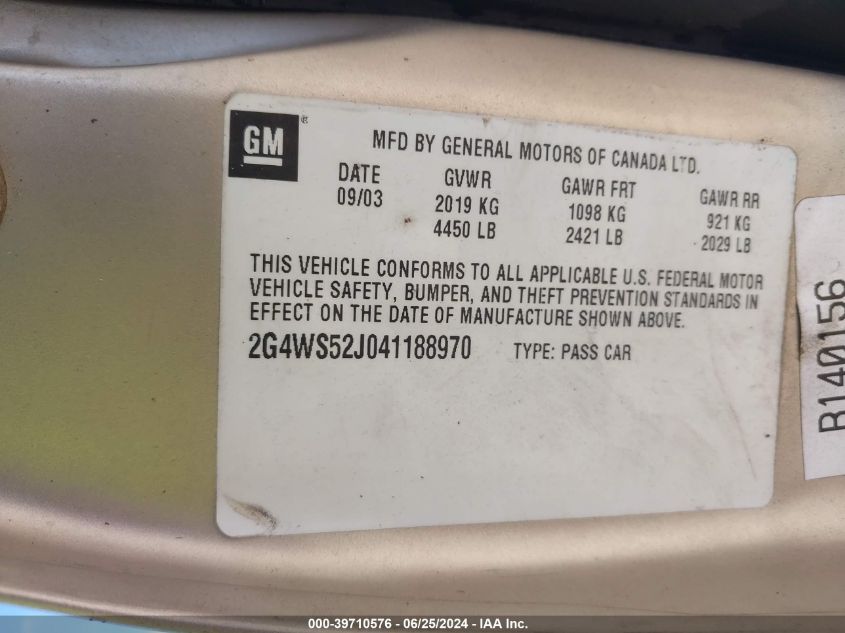 GM®
MFD BY GENERAL MOTORS OF CANADA LTD.
DATE GVWR GAWR FRT GAWR RR
09/03 2019 KG 1098 KG 921 KG
4450 LB 2421 LB 2029 LB
THIS VEHICLE CONFORMS TO ALL APPLICABLE U.S. FEDERAL MOTOR
VEHICLE SAFETY, BUMPER, AND THEFT PREVENTION STANDARDS IN
EFFECT ON THE DATE OF MANUFACTURE SHOWN ABOVE.
2G4WS52J041188970 TYPE: PASS CAR
B140156
000-39710576 - 06/25/2024 - IAA Inc.